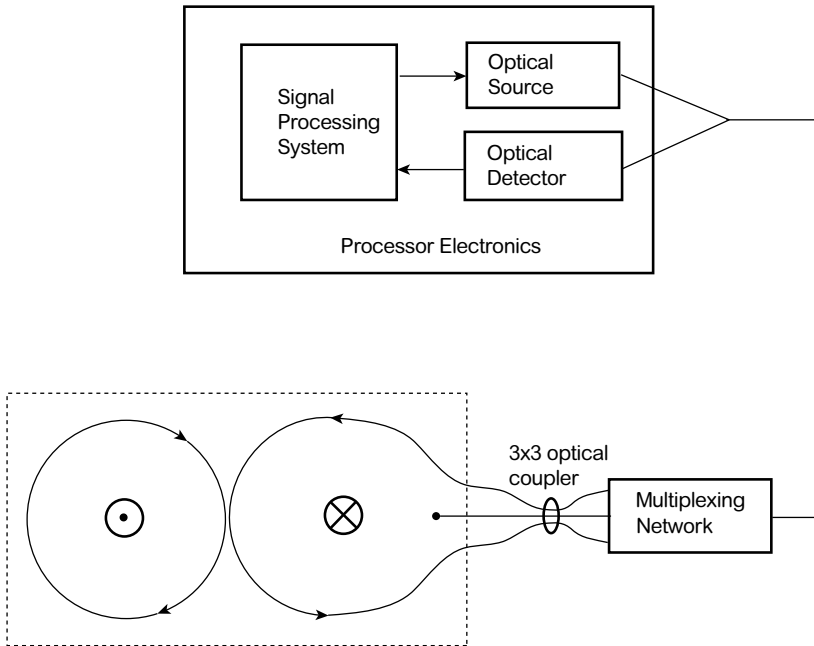 Signal
Processing
System
Optical
Source
Optical
Detector
Processor Electronics
3x3 optical
coupler
Multiplexing
Network